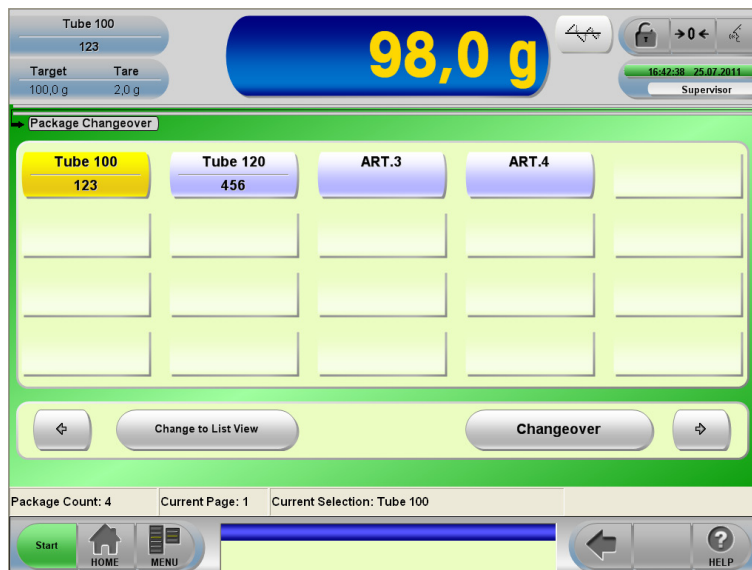 Tube 100
123
Target Tare
100,0 g 2,0 g
98,0 g
→0←
16:42:38 25.07.2011
Supervisor
Package Changeover
Tube 100
123
Tube 120
456
ART.3
ART.4
Change to List View
Changeover
Package Count: 4
Current Page: 1
Current Selection: Tube 100
Start
HOME
MENU
?
HELP